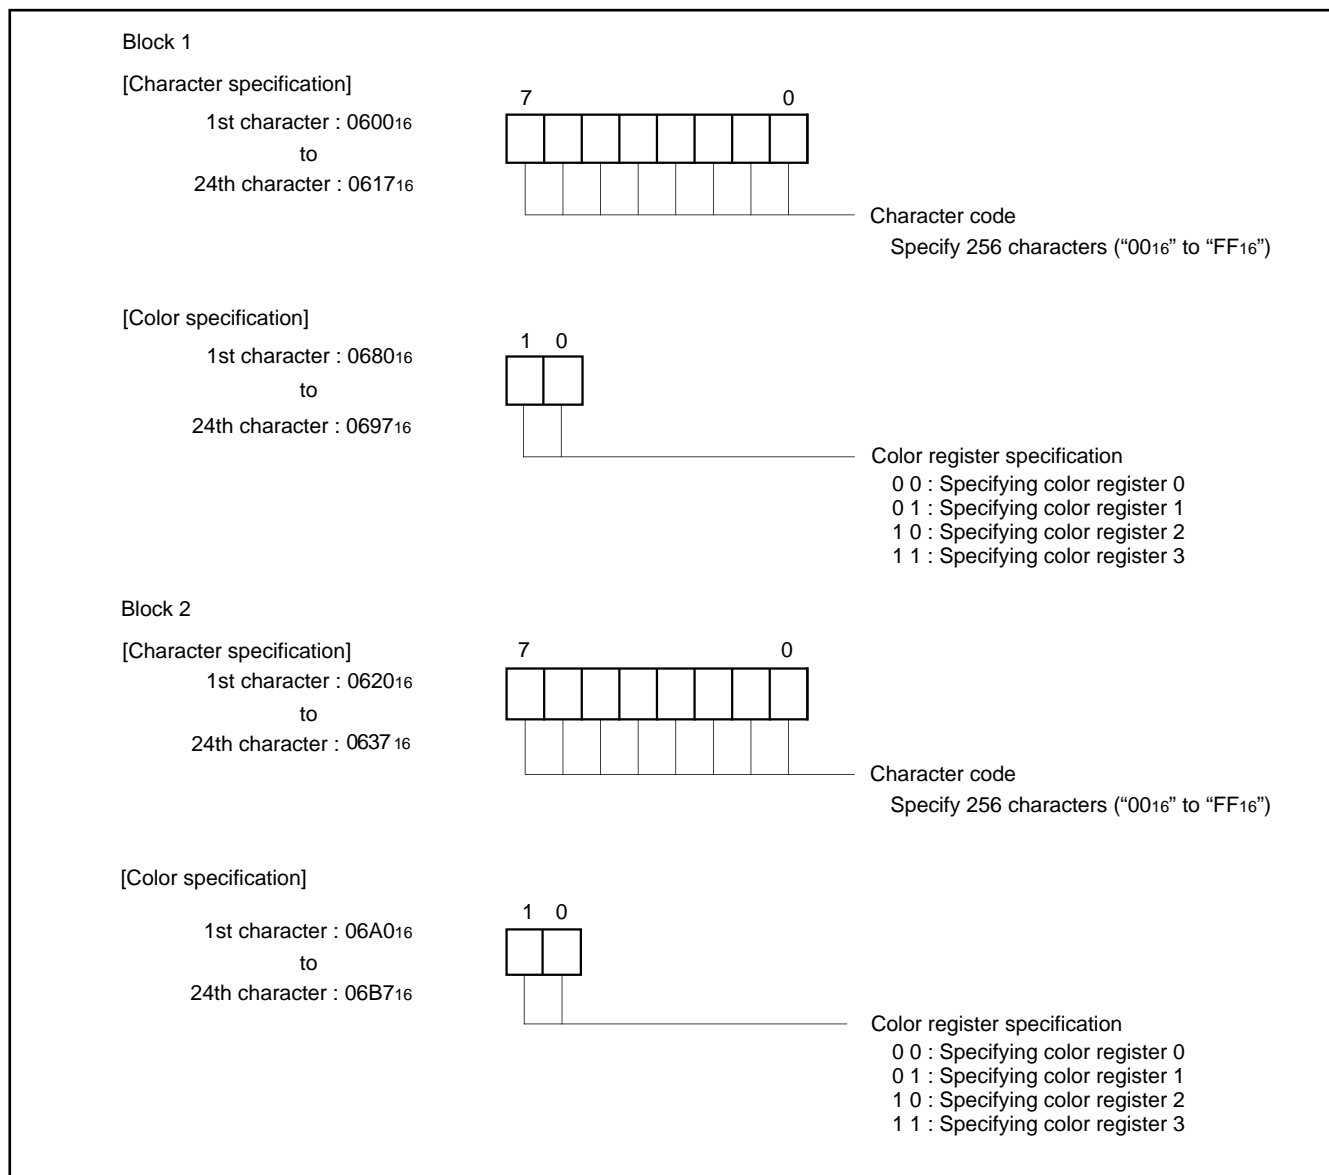 Block 1
[Character specification]
7 0
1st character : 0600₁₆
to
24th character : 0617₁₆
Character code
Specify 256 characters (“00₁₆” to “FF₁₆”)
[Color specification]
1 0
1st character : 0680₁₆
to
24th character : 0697₁₆
Color register specification
0 0 : Specifying color register 0
0 1 : Specifying color register 1
1 0 : Specifying color register 2
1 1 : Specifying color register 3
Block 2
[Character specification]
7 0
1st character : 0620₁₆
to
24th character : 0637₁₆
Character code
Specify 256 characters (“00₁₆” to “FF₁₆”)
[Color specification]
1 0
1st character : 06A0₁₆
to
24th character : 06B7₁₆
Color register specification
0 0 : Specifying color register 0
0 1 : Specifying color register 1
1 0 : Specifying color register 2
1 1 : Specifying color register 3